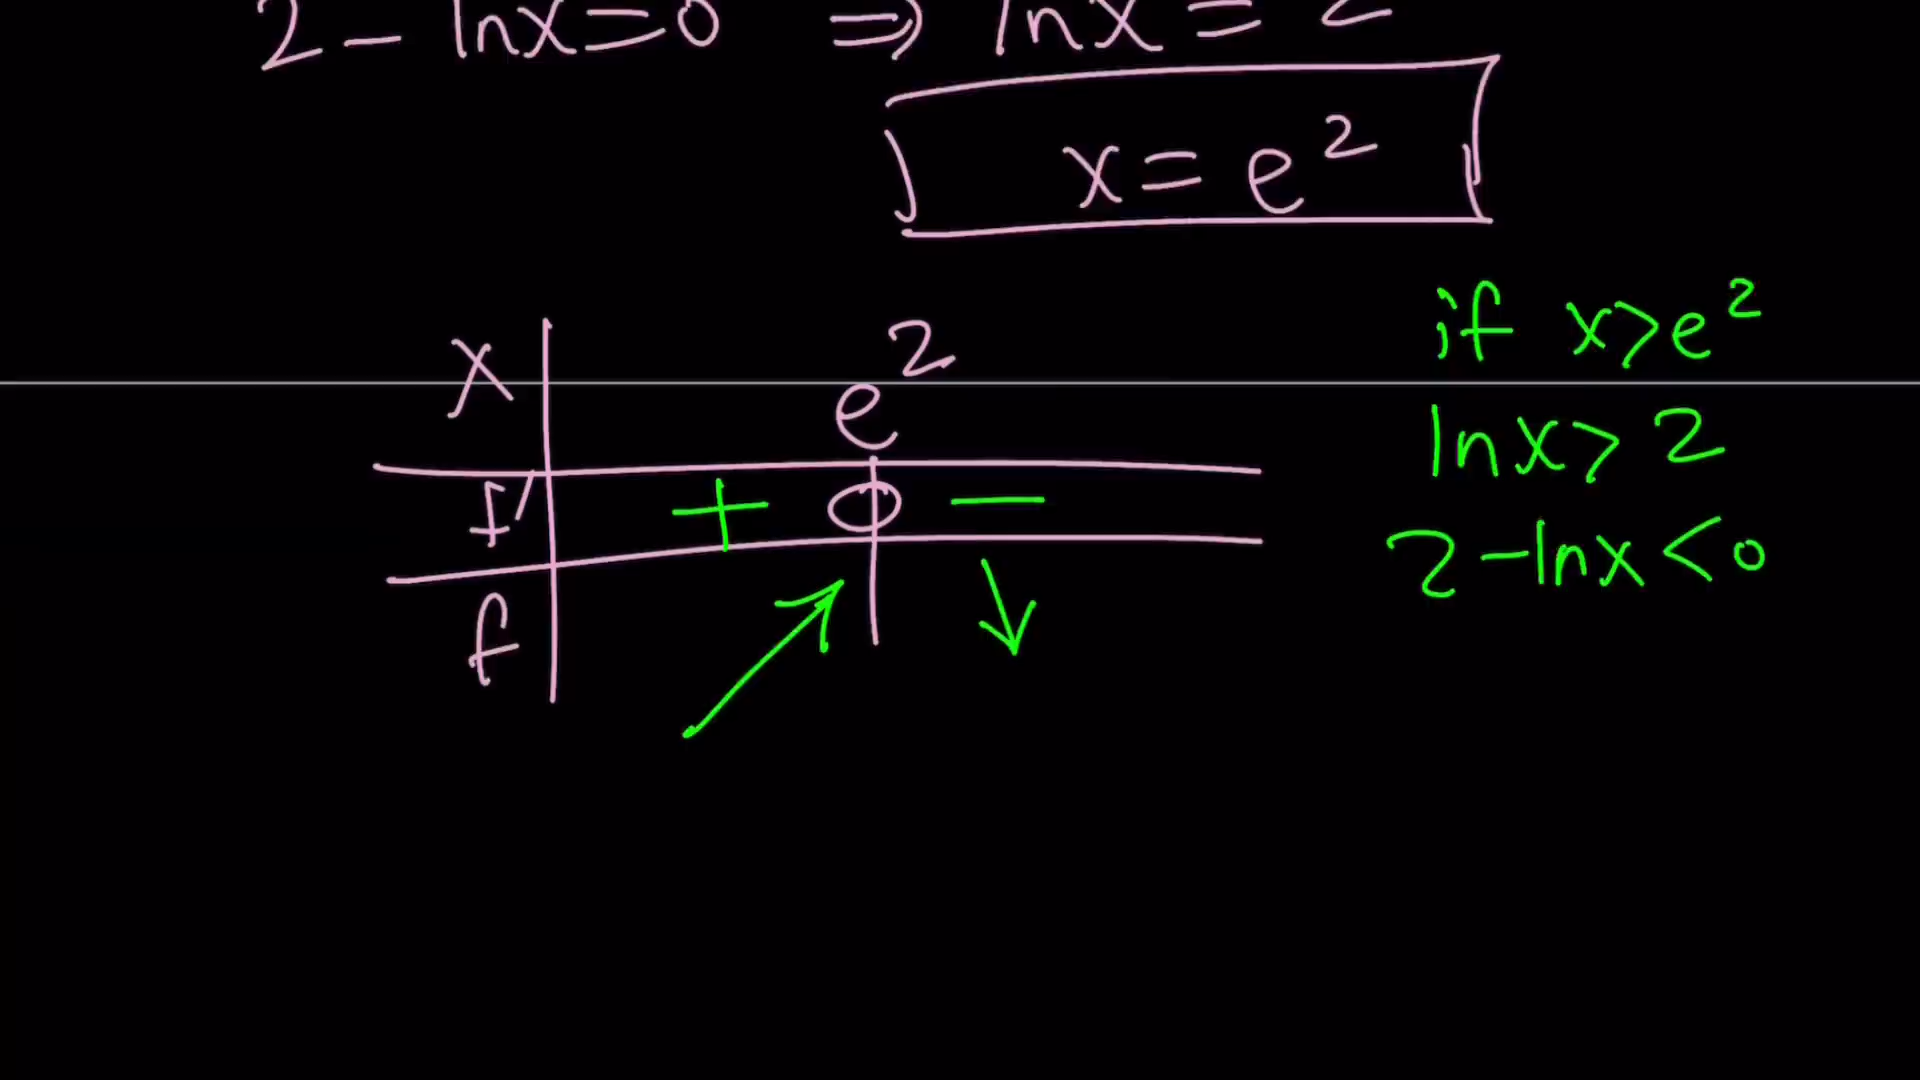 2 - lnx = 0 ⇒ lnx = 2
x = e²
x e²
f' + 0 -
f
if x > e²
lnx > 2
2 - lnx < 0